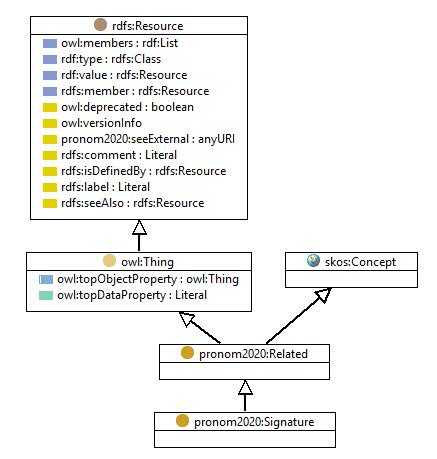 rdfs:Resource
owl:members : rdf:List
rdf:type : rdfs:Class
rdf:value : rdfs:Resource
rdfs:member : rdfs:Resource
owl:deprecated : boolean
owl:versionInfo
pronom2020:seeExternal : anyURI
rdfs:comment : Literal
rdfs:isDefinedBy : rdfs:Resource
rdfs:label : Literal
rdfs:seeAlso : rdfs:Resource
owl:Thing
owl:topObjectProperty : owl:Thing
owl:topDataProperty : Literal
skos:Concept
pronom2020:Related
pronom2020:Signature